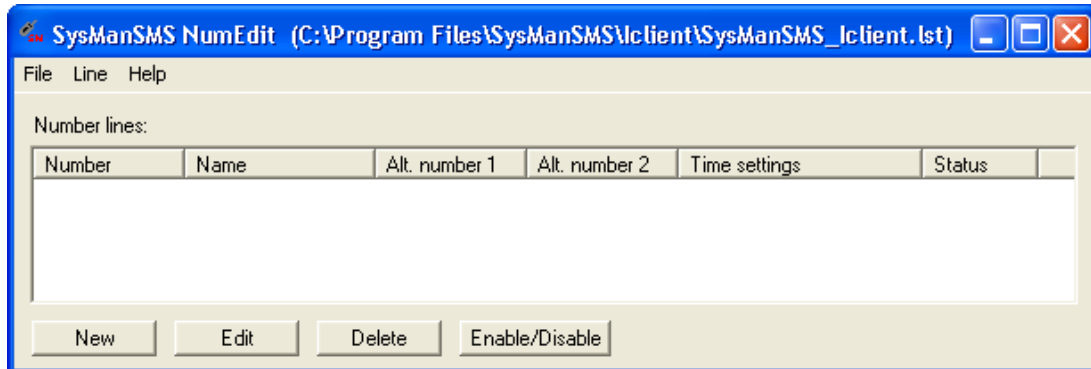 SysManSMS NumEdit (C:\Program Files\SysManSMS\lclient\SysManSMS_lclient.lst)
File Line Help
Number lines:
Number Name Alt. number 1 Alt. number 2 Time settings Status
New Edit Delete Enable/Disable